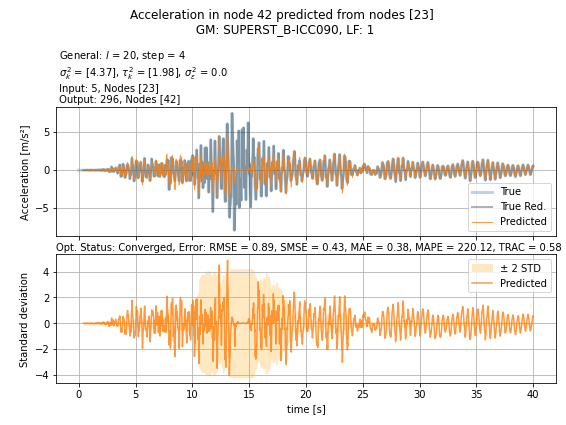 Acceleration in node 42 predicted from nodes [23]
GM: SUPERST_B-ICC090, LF: 1
General: l = 20, step = 4
σ²ₖ = [4.37], τ²ₖ = [1.98], σ²ε = 0.0
Input: 5, Nodes [23]
Output: 296, Nodes [42]
Acceleration [m/s²]
5
0
−5
True
True Red.
Predicted
Opt. Status: Converged, Error: RMSE = 0.89, SMSE = 0.43, MAE = 0.38, MAPE = 220.12, TRAC = 0.58
Standard deviation
4
2
0
−2
−4
± 2 STD
Predicted
0 5 10 15 20 25 30 35 40
time [s]